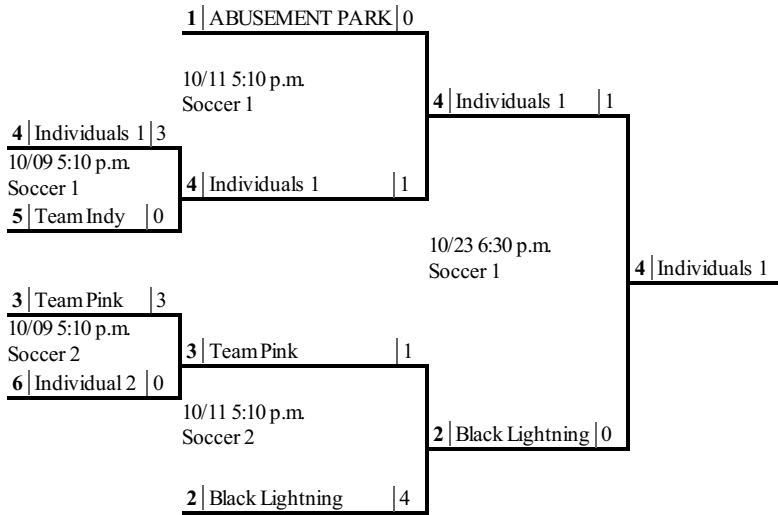 1 ABUSEMENT PARK 0
10/11 5:10 p.m.
Soccer 1
4 Individuals 1 1
4 Individuals 1 3
10/09 5:10 p.m.
Soccer 1
4 Individuals 1 1
5 Team Indy 0
10/23 6:30 p.m.
Soccer 1
4 Individuals 1
3 Team Pink 3
10/09 5:10 p.m.
Soccer 2
3 Team Pink 1
6 Individual 2 0
10/11 5:10 p.m.
Soccer 2
2 Black Lightning 0
2 Black Lightning 4